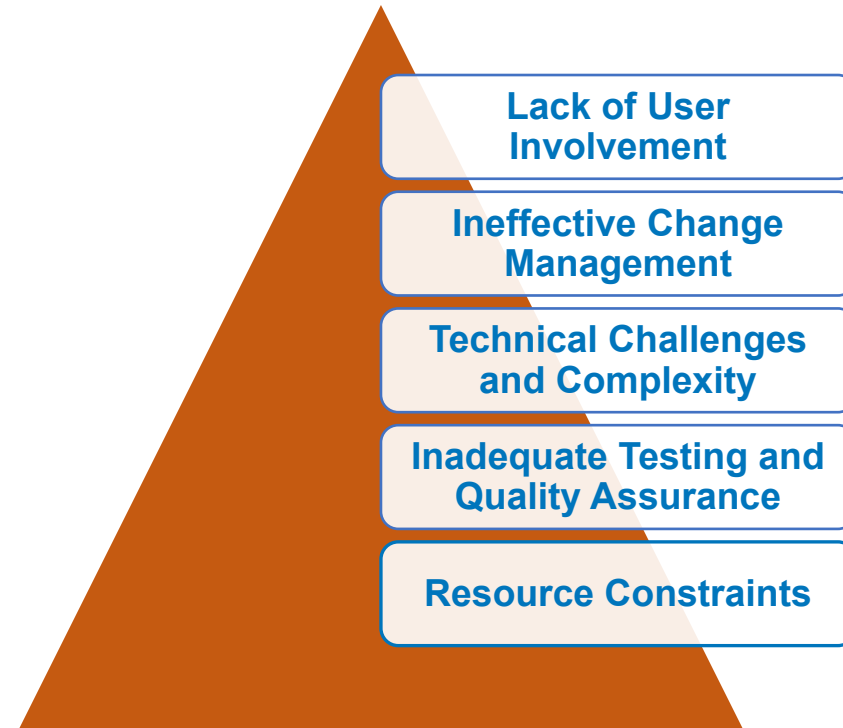 Lack of User
Involvement
Ineffective Change
Management
Technical Challenges
and Complexity
Inadequate Testing and
Quality Assurance
Resource Constraints